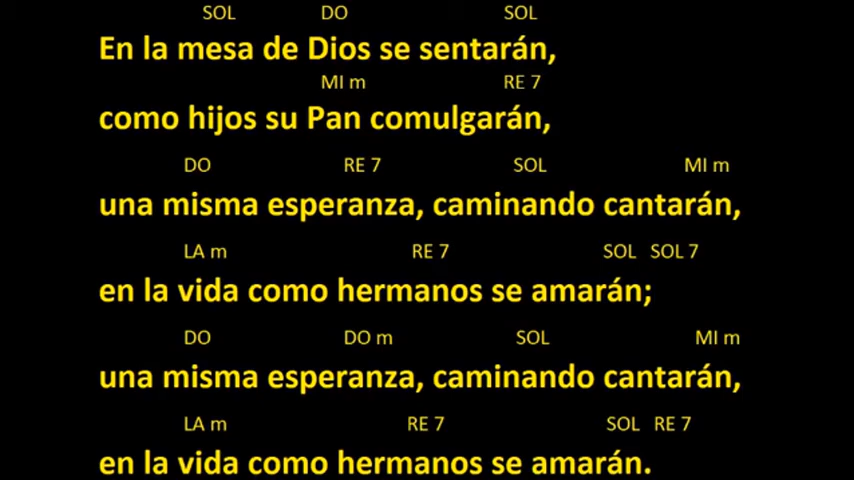 SOL DO SOL
En la mesa de Dios se sentarán,
MI m RE 7
como hijos su Pan comulgarán,
DO RE 7 SOL MI m
una misma esperanza, caminando cantarán,
LA m RE 7 SOL SOL 7
en la vida como hermanos se amarán;
DO DO m SOL MI m
una misma esperanza, caminando cantarán,
LA m RE 7 SOL RE 7
en la vida como hermanos se amarán.